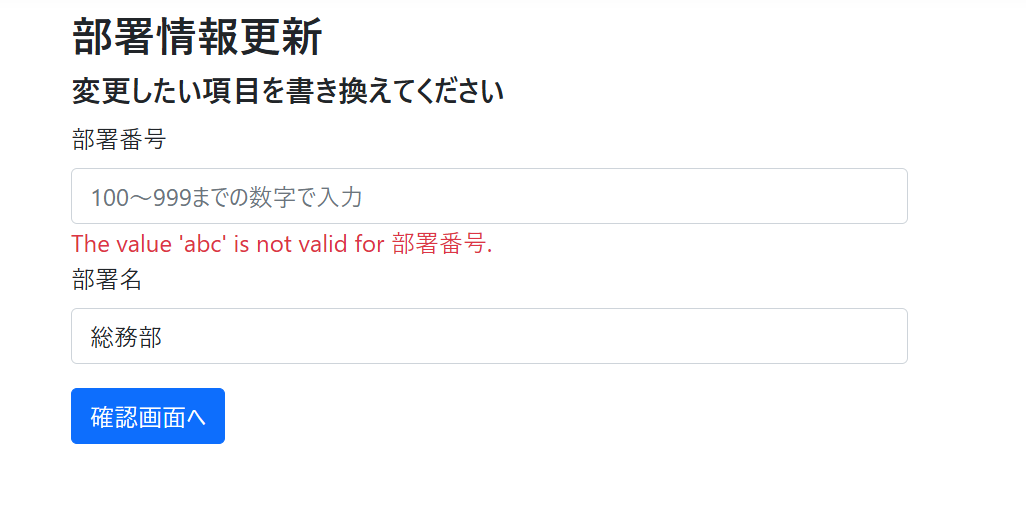 部署情報更新
変更したい項目を書き換えてください
部署番号
100～999までの数字で入力
The value 'abc' is not valid for 部署番号.
部署名
総務部
確認画面へ